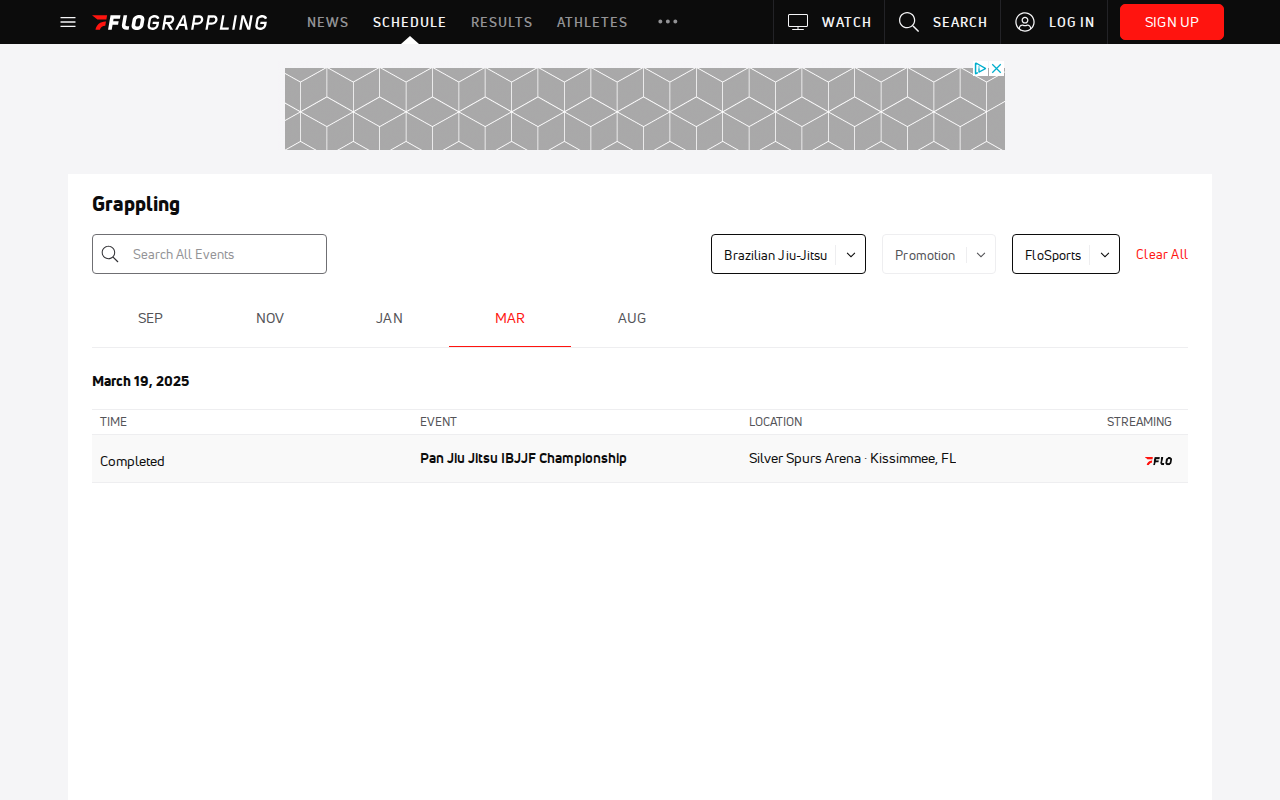 FLOGRAPPLING NEWS SCHEDULE RESULTS ATHLETES ••• WATCH SEARCH LOG IN SIGN UP
Grappling
Search All Events Brazilian Jiu-Jitsu Promotion FloSports Clear All
SEP NOV JAN MAR AUG
March 19, 2025
TIME EVENT LOCATION STREAMING
Completed Pan Jiu Jitsu IBJJF Championship Silver Spurs Arena · Kissimmee, FL FLO